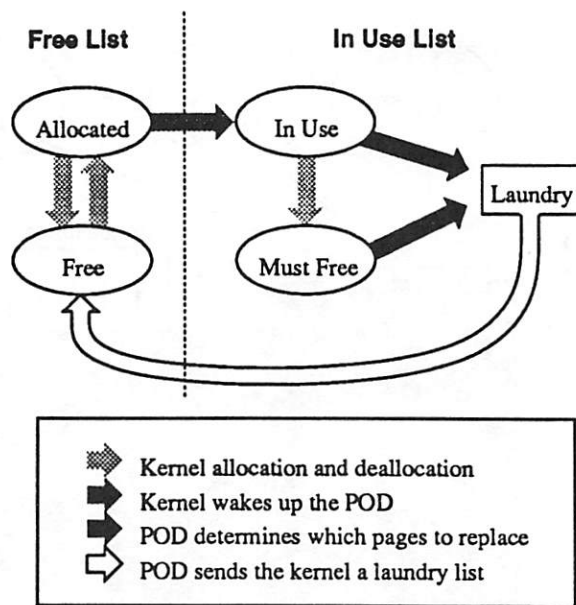 Free List
In Use List
Allocated
In Use
Laundry
Free
Must Free
Kernel allocation and deallocation
Kernel wakes up the POD
POD determines which pages to replace
POD sends the kernel a laundry list